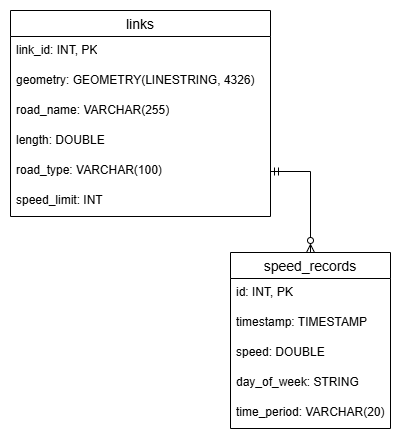 links
link_id: INT, PK
geometry: GEOMETRY(LINESTRING, 4326)
road_name: VARCHAR(255)
length: DOUBLE
road_type: VARCHAR(100)
speed_limit: INT
speed_records
id: INT, PK
timestamp: TIMESTAMP
speed: DOUBLE
day_of_week: STRING
time_period: VARCHAR(20)